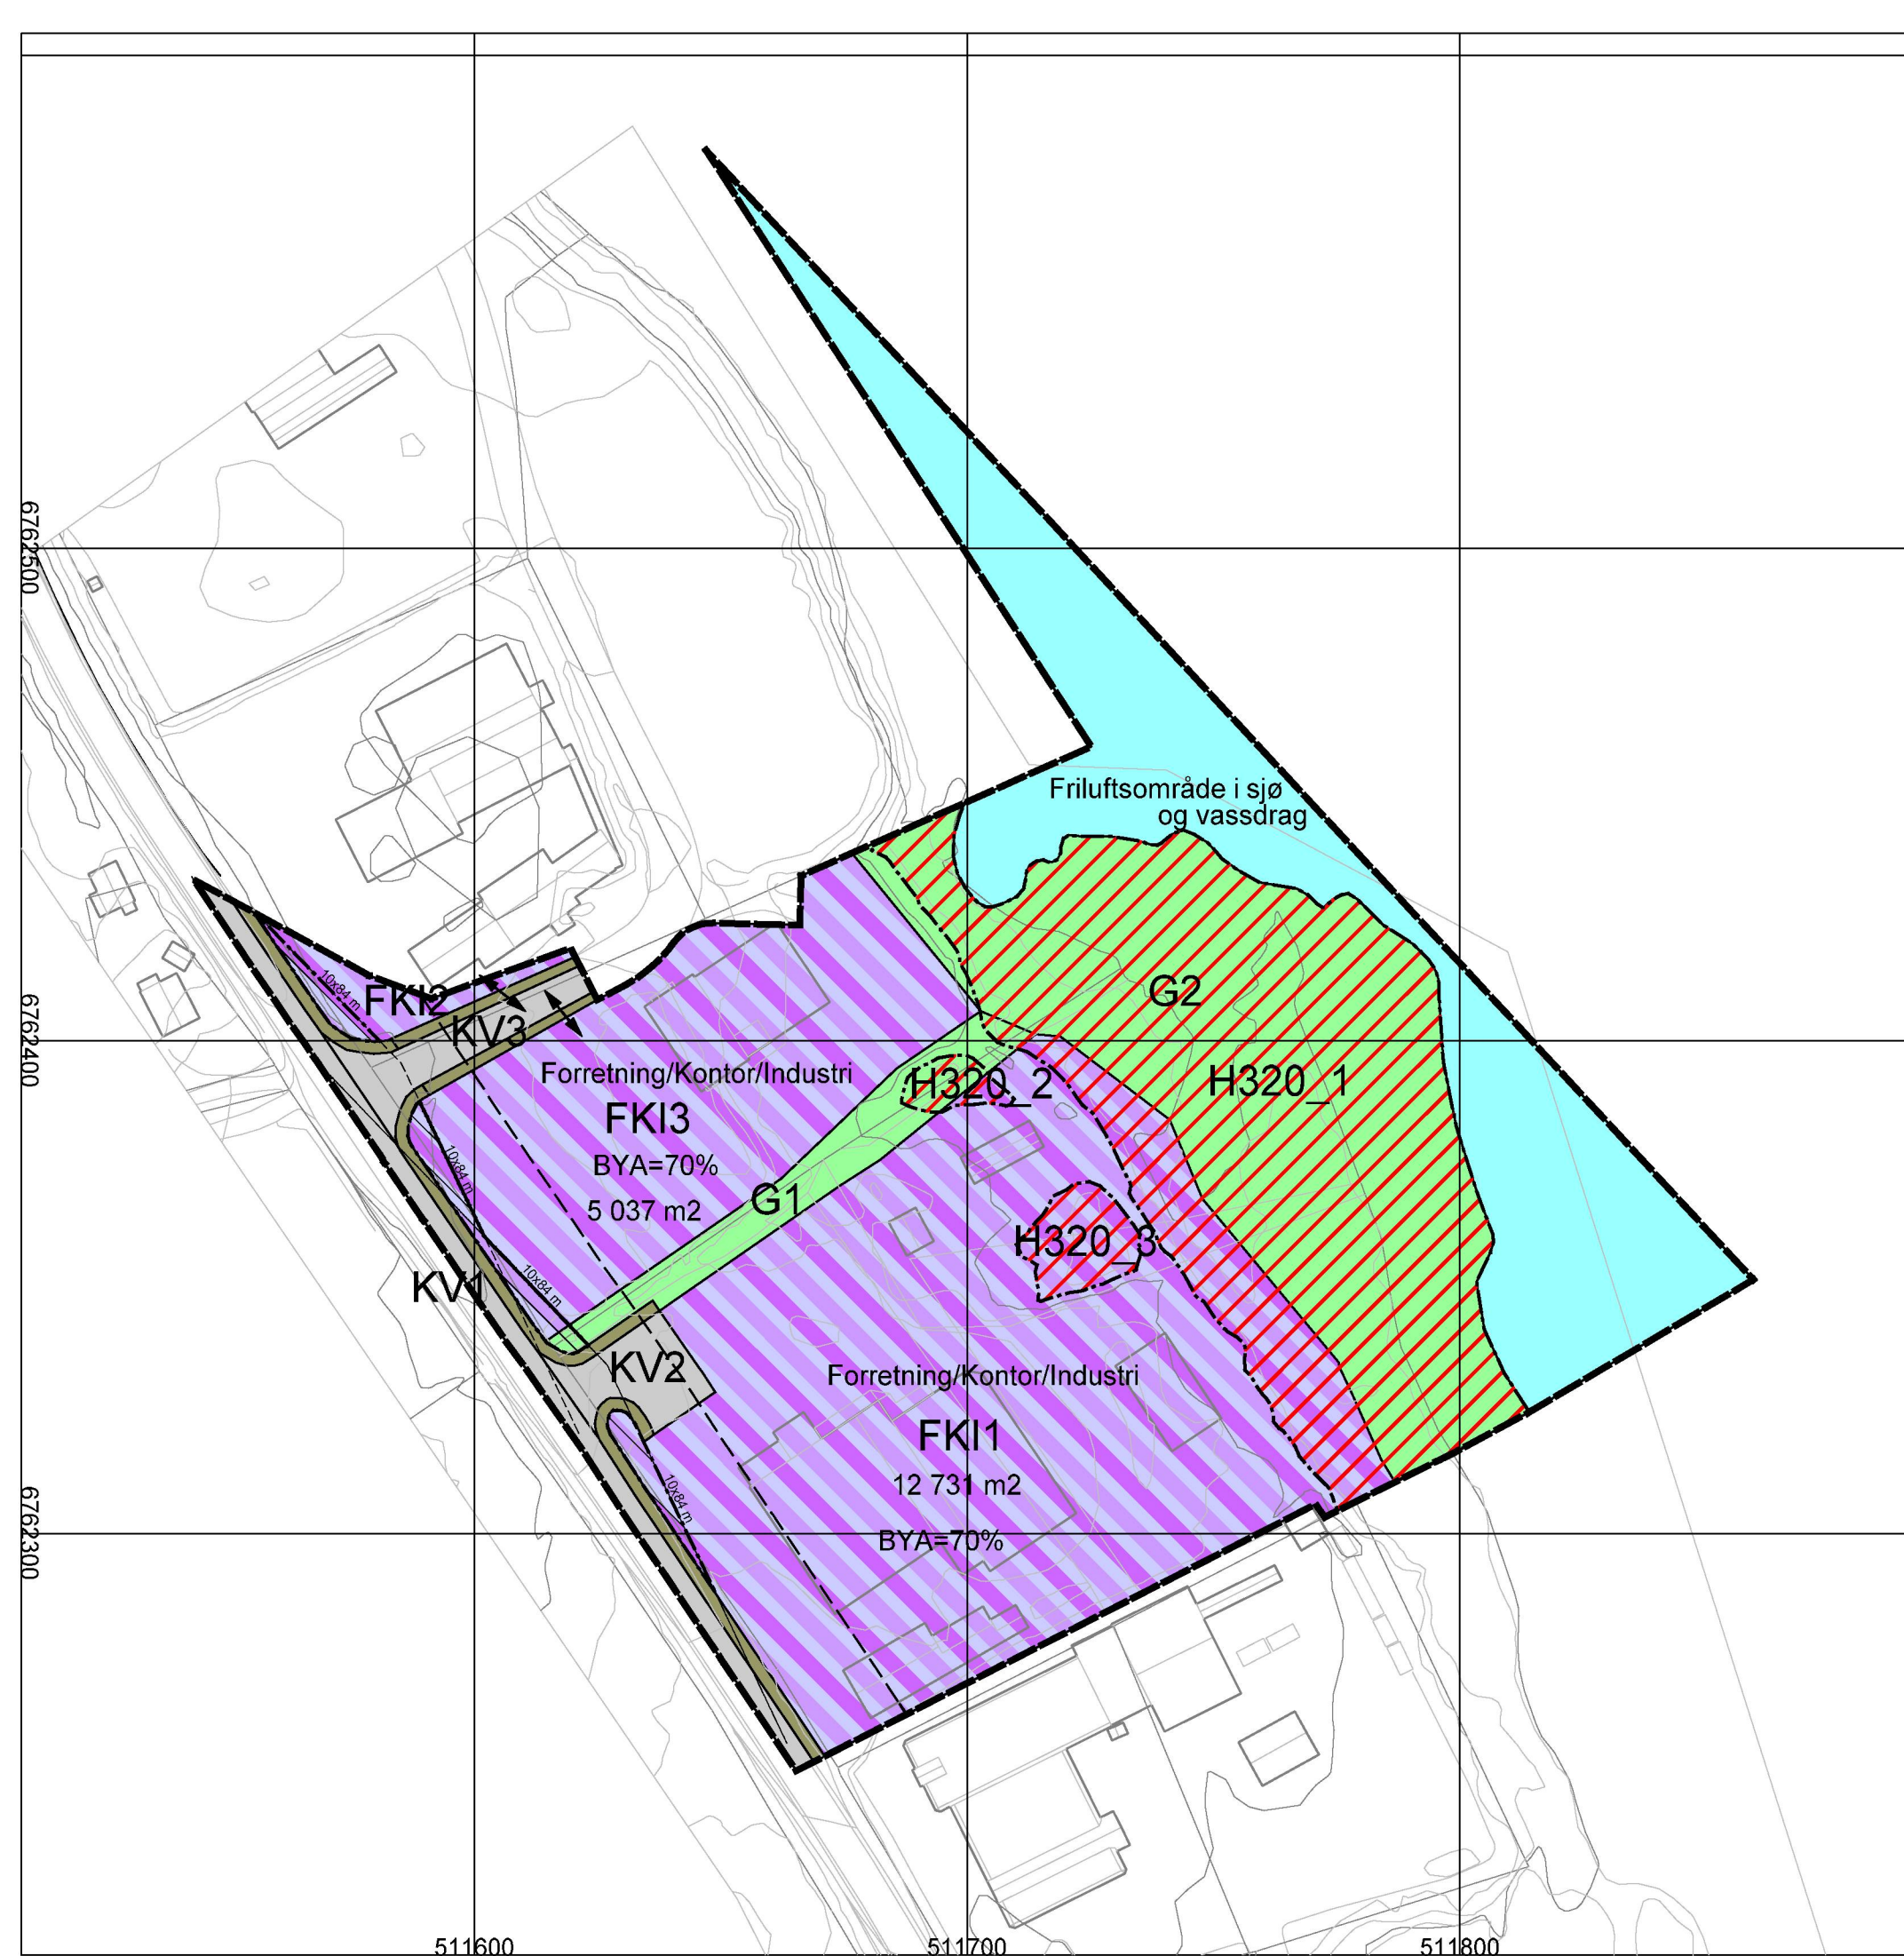 Friluftsområde i sjø
og vassdrag
6762500
10x84 m
FKI2
KV3
G2
6762400
Forretning/Kontor/Industri
H320_2
H320_1
FKI3
10x84 m
BYA=70%
G1
5 037 m2
H320_3
KV1
10x84 m
KV2
Forretning/Kontor/Industri
FKI1
12 731 m2
10x84 m
BYA=70%
6762300
511600
511700
511800